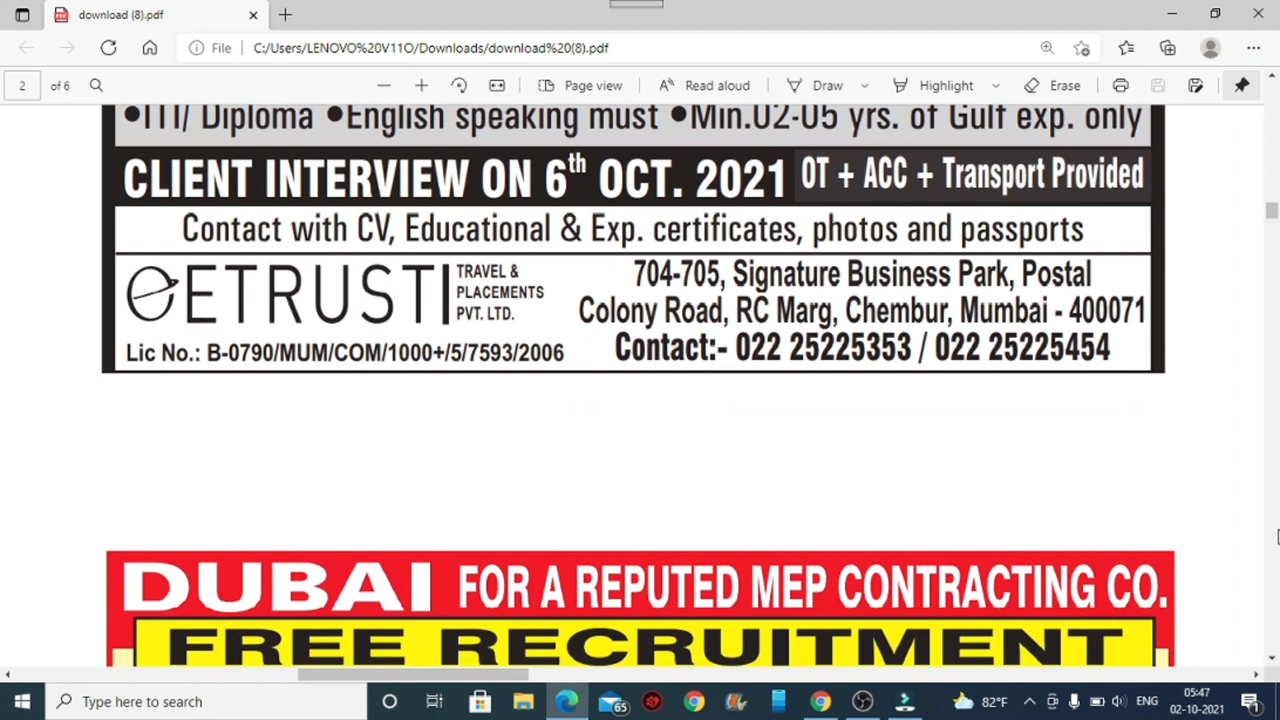 download (8).pdf
File C:/Users/LENOVO%20V11O/Downloads/download%20(8).pdf
2 of 6 Page view Read aloud Draw Highlight Erase
•ITI/ Diploma •English speaking must •Min.02-05 yrs. of Gulf exp. only
CLIENT INTERVIEW ON 6th OCT. 2021 OT + ACC + Transport Provided
Contact with CV, Educational & Exp. certificates, photos and passports
ETRUST TRAVEL &
PLACEMENTS
PVT. LTD.
Lic No.: B-0790/MUM/COM/1000+/5/7593/2006
704-705, Signature Business Park, Postal
Colony Road, RC Marg, Chembur, Mumbai - 400071
Contact:- 022 25225353 / 022 25225454
DUBAI FOR A REPUTED MEP CONTRACTING CO.
FREE RECRUITMENT
Type here to search 65 82°F ENG 05:47
02-10-2021 1